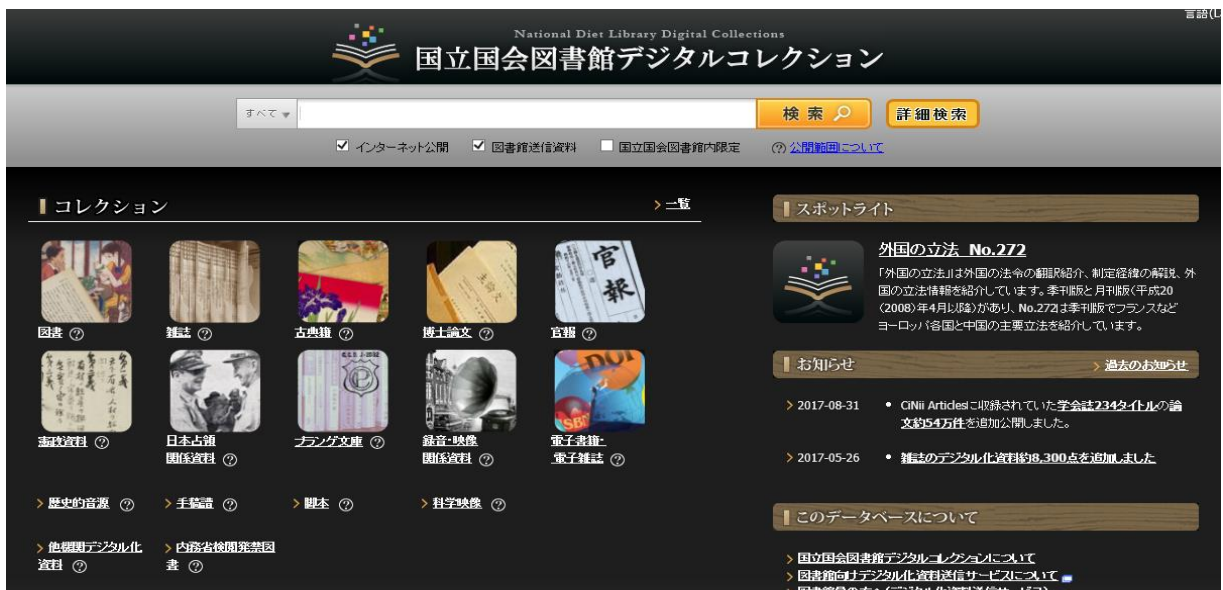 言語(L
National Diet Library Digital Collections
国立国会図書館デジタルコレクション
すべて
検索
詳細検索
インターネット公開
図書館送信資料
国立国会図書館内限定
(?) 公開範囲について
コレクション
> 一覧
図書 (?)
雑誌 (?)
古典籍 (?)
博士論文 (?)
官報 (?)
憲政資料 (?)
日本占領
関係資料 (?)
プランゲ文庫 (?)
録音・映像
関係資料 (?)
電子書籍・
電子雑誌 (?)
> 歴史的音源 (?)
> 手稿譜 (?)
> 脚本 (?)
> 科学映像 (?)
> 他機関デジタル化
資料 (?)
> 内務省検閲発禁図
書 (?)
官報
DOI
ISBN
スポットライト
外国の立法 No.272
「外国の立法」は外国の法令の翻訳紹介、制定経緯の解説、外
国の立法情報を紹介しています。季刊版と月刊版(平成20
(2008)年4月以降)があり、No.272は季刊版でフランスなど
ヨーロッパ各国と中国の主要立法を紹介しています。
お知らせ
> 過去のお知らせ
> 2017-08-31
• CiNii Articlesに収録されていた学会誌234タイトルの論
文約54万件を追加公開しました。
> 2017-05-26
• 雑誌のデジタル化資料約8,300点を追加しました
このデータベースについて
> 国立国会図書館デジタルコレクションについて
> 図書館向けデジタル化資料送信サービスについて